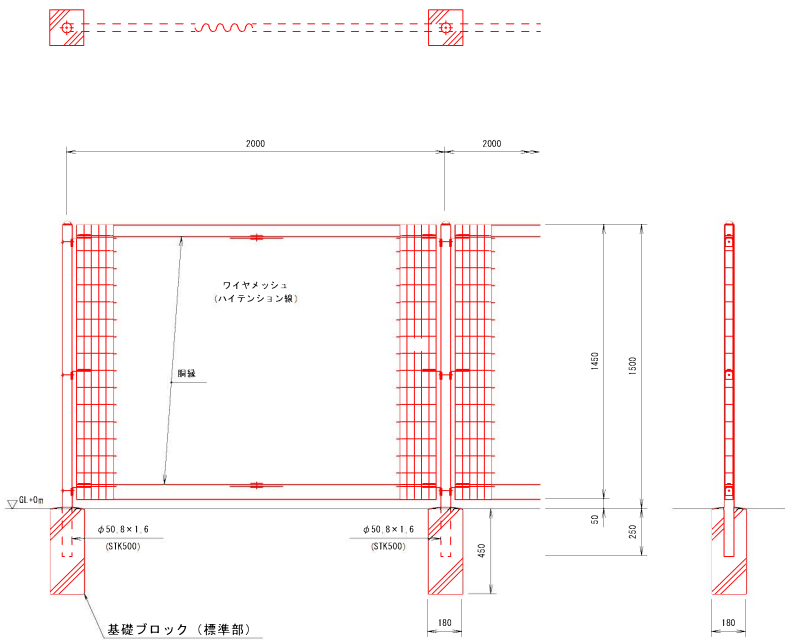 2000
2000
ワイヤメッシュ
(ハイテンション線)
胴縁
1450
1500
GL+0m
50
250
450
φ50.8×1.6
(STK500)
φ50.8×1.6
(STK500)
180
180
基礎ブロック（標準部）